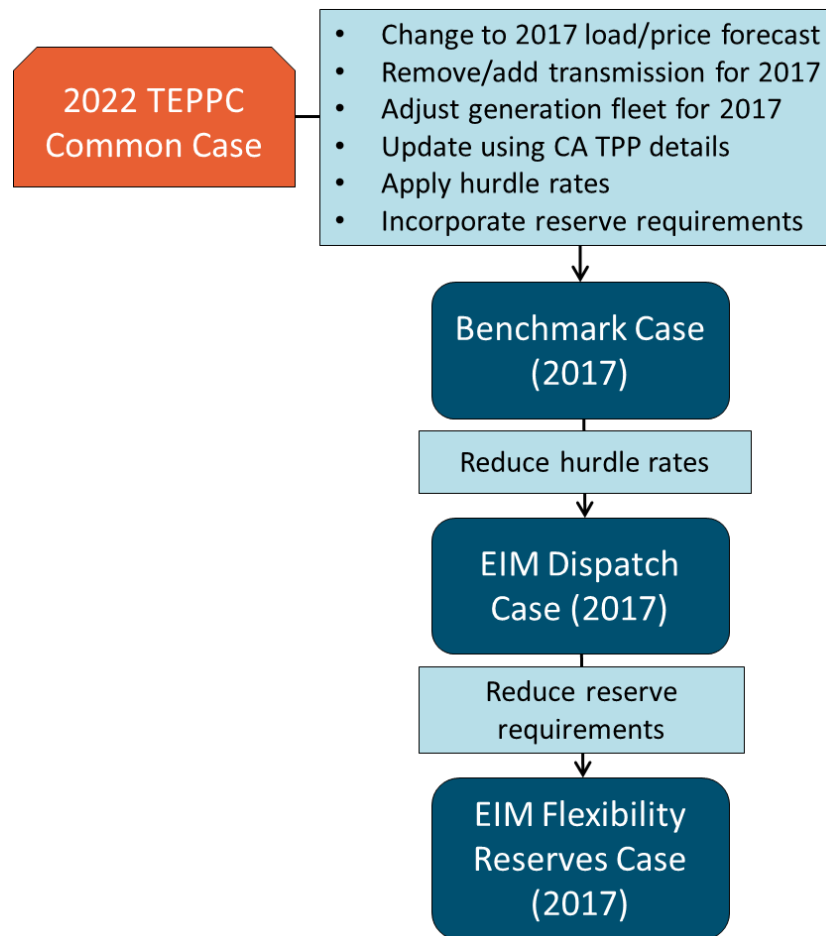 2022 TEPPC
Common Case
• Change to 2017 load/price forecast
• Remove/add transmission for 2017
• Adjust generation fleet for 2017
• Update using CA TPP details
• Apply hurdle rates
• Incorporate reserve requirements
Benchmark Case
(2017)
Reduce hurdle rates
EIM Dispatch
Case (2017)
Reduce reserve
requirements
EIM Flexibility
Reserves Case
(2017)